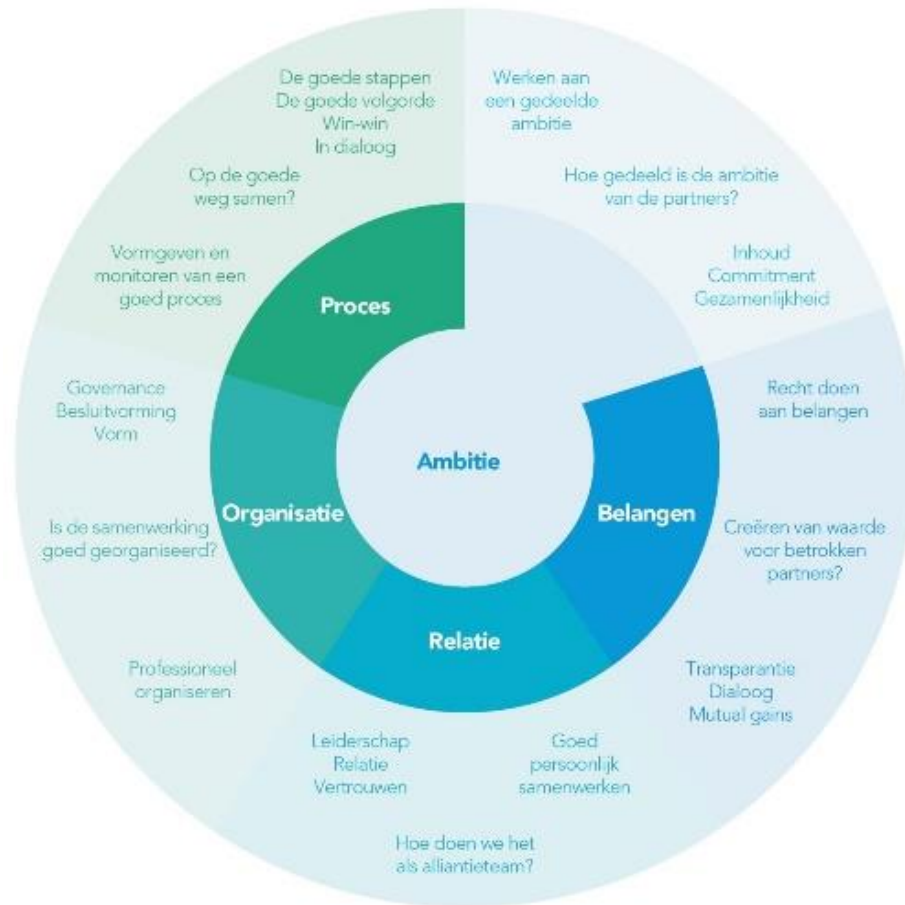 De goede stappen
De goede volgorde
Win-win
In dialoog
Op de goede
weg samen?
Vormgeven en
monitoren van een
goed proces
Proces
Werken aan
een gedeelde
ambitie
Hoe gedeeld is de ambitie
van de partners?
Inhoud
Commitment
Gezamenlijkheid
Ambitie
Recht doen
aan belangen
Creëren van waarde
voor betrokken
partners?
Transparantie
Dialoog
Mutual gains
Belangen
Relatie
Goed
persoonlijk
samenwerken
Hoe doen we het
als alliantieteam?
Leiderschap
Relatie
Vertrouwen
Organisatie
Governance
Besluitvorming
Vorm
Is de samenwerking
goed georganiseerd?
Professioneel
organiseren